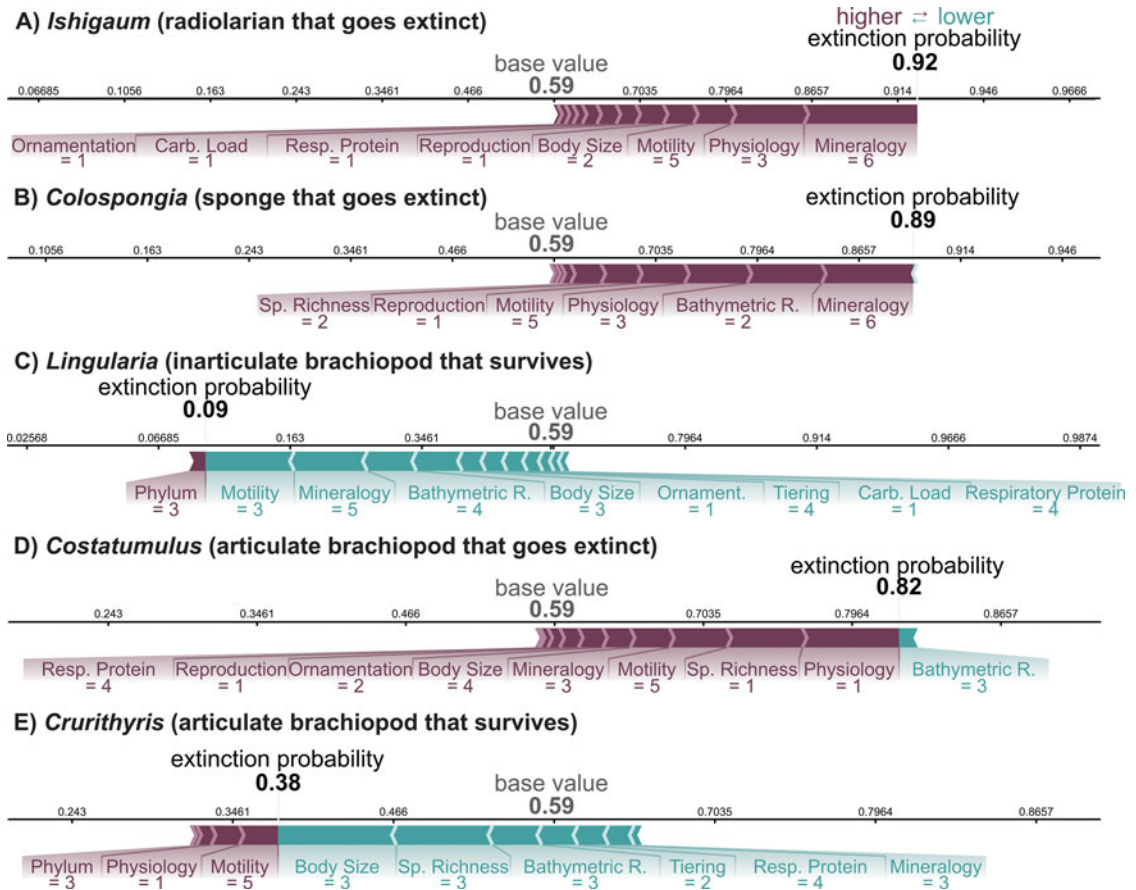 A) Ishigaum (radiolarian that goes extinct)
higher ⇄ lower
extinction probability
0.92
base value
0.59
0.06685 0.1056 0.163 0.243 0.3461 0.466 0.7035 0.7964 0.8657 0.914 0.946 0.9666
Ornamentation Carb. Load Resp. Protein Reproduction Body Size Motility Physiology Mineralogy
= 1 = 1 = 1 = 1 = 2 = 5 = 3 = 6
B) Colospongia (sponge that goes extinct)
extinction probability
0.89
base value
0.59
0.1056 0.163 0.243 0.3461 0.466 0.7035 0.7964 0.8657 0.914 0.946
Sp. Richness Reproduction Motility Physiology Bathymetric R. Mineralogy
= 2 = 1 = 5 = 3 = 2 = 6
C) Lingularia (inarticulate brachiopod that survives)
extinction probability
0.09
base value
0.59
0.02568 0.06685 0.163 0.3461 0.7964 0.914 0.9666 0.9874
Phylum Motility Mineralogy Bathymetric R. Body Size Ornament. Tiering Carb. Load Respiratory Protein
= 3 = 3 = 5 = 4 = 3 = 1 = 4 = 1 = 4
D) Costatumulus (articulate brachiopod that goes extinct)
extinction probability
0.82
base value
0.59
0.243 0.3461 0.466 0.7035 0.7964 0.8657
Resp. Protein Reproduction Ornamentation Body Size Mineralogy Motility Sp. Richness Physiology Bathymetric R.
= 4 = 1 = 2 = 4 = 3 = 5 = 1 = 1 = 3
E) Crurithyris (articulate brachiopod that survives)
extinction probability
0.38
base value
0.59
0.243 0.3461 0.466 0.7035 0.7964 0.8657
Phylum Physiology Motility Body Size Sp. Richness Bathymetric R. Tiering Resp. Protein Mineralogy
= 3 = 1 = 5 = 3 = 3 = 3 = 2 = 4 = 3